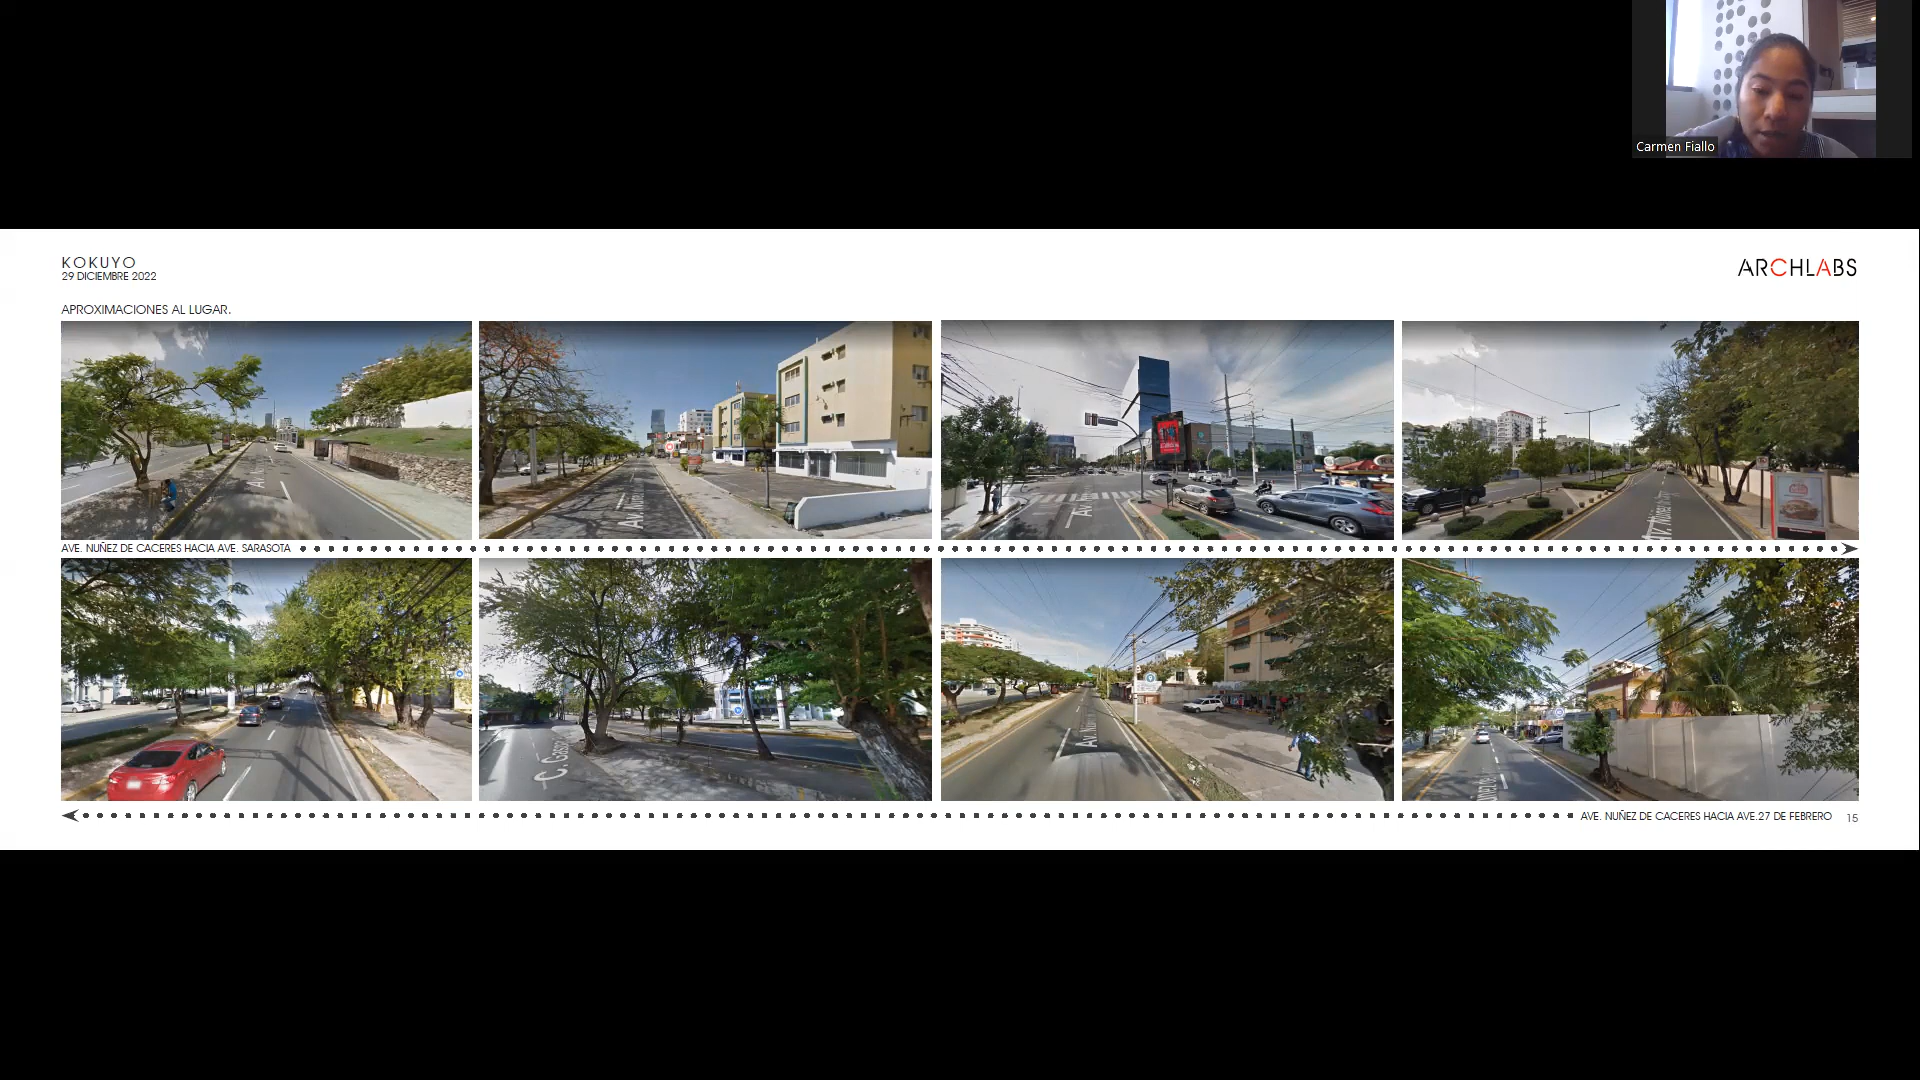 Carmen Fiallo
KOKUYO
29 DICIEMBRE 2022
ARCHLABS
APROXIMACIONES AL LUGAR.
AVE. NUÑEZ DE CACERES HACIA AVE. SARASOTA
C. Gasc
AVE. NUÑEZ DE CACERES HACIA AVE.27 DE FEBRERO
15